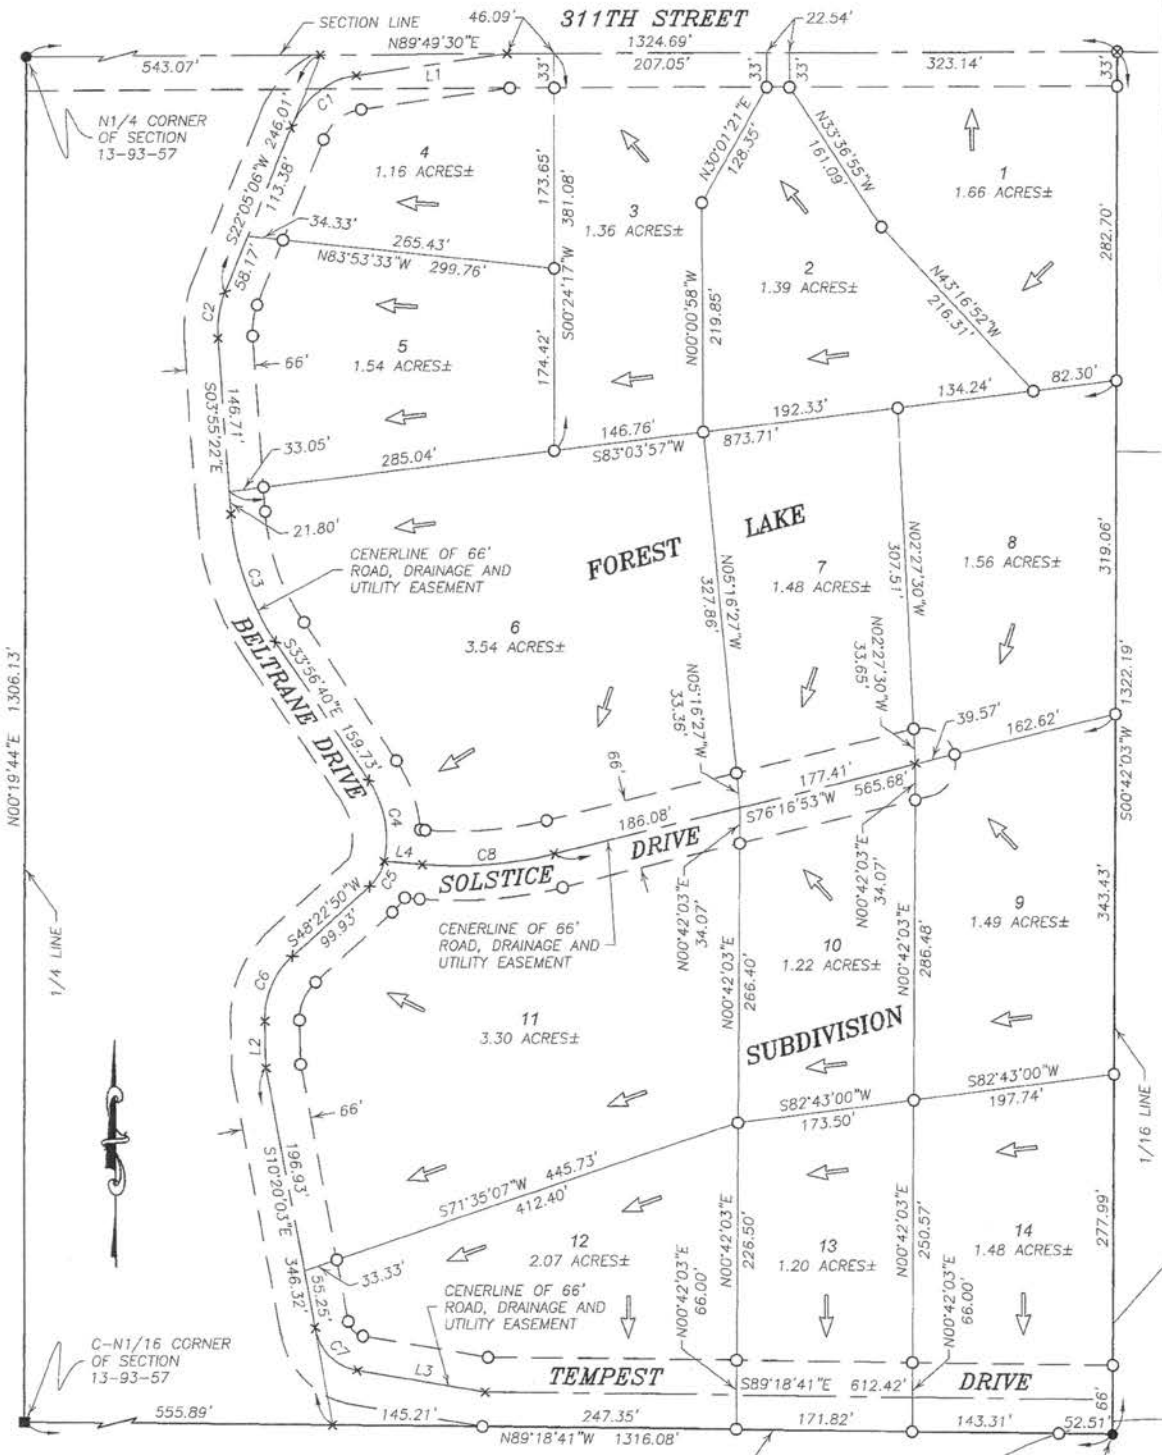 311TH STREET
SECTION LINE
46.09'
22.54'
N89°49'30"E
1324.69'
543.07'
207.05'
323.14'
33'
33'
33'
33'
L1
C1
N1/4 CORNER
OF SECTION
13-93-57
246.01'
S22°05'06"W
113.38'
34.33'
58.17'
4
1.16 ACRES±
173.65'
381.08'
S00°24'17"W
174.42'
3
1.36 ACRES±
N30°01'21"E
128.35'
N33°36'55"W
161.09'
1
1.66 ACRES±
282.70'
265.43'
N83°53'33"W 299.76'
2
1.39 ACRES±
N43°16'52"W
216.31'
N00°00'58"W
219.85'
C2
5
1.54 ACRES±
66'
146.71'
S03°55'22"E
82.30'
134.24'
192.33'
146.76'
873.71'
S83°03'57"W
33.05'
285.04'
21.80'
CENERLINE OF 66'
ROAD, DRAINAGE AND
UTILITY EASEMENT
FOREST
LAKE
C3
6
3.54 ACRES±
N05°16'27"W
327.86'
7
1.48 ACRES±
N02°27'30"W
307.51'
8
1.56 ACRES±
319.06'
BELTRANE DRIVE
S33°56'40"E 159.73'
N05°16'27"W
33.36'
N02°27'30"W
33.65'
39.57'
162.62'
S00°42'03"W 1322.19'
N00°19'44"E 1306.13'
66'
177.41'
186.08'
S76°16'53"W 565.68'
C4
L4
C8
C5
SOLSTICE
DRIVE
S48°22'50"W
99.93'
CENERLINE OF 66'
ROAD, DRAINAGE AND
UTILITY EASEMENT
N00°42'03"E
34.07'
N00°42'03"E
34.07'
N00°42'03"E
266.40'
N00°42'03"E
286.48'
9
1.49 ACRES±
343.43'
10
1.22 ACRES±
1/4 LINE
C6
L2
11
3.30 ACRES±
SUBDIVISION
S82°43'00"W
197.74'
S82°43'00"W
173.50'
1/16 LINE
66'
196.93'
S10°20'03"E
346.32'
S71°35'07"W 445.73'
412.40'
33.33'
55.25'
12
2.07 ACRES±
N00°42'03"E
226.50'
13
1.20 ACRES±
N00°42'03"E
250.57'
14
1.48 ACRES±
277.99'
CENERLINE OF 66'
ROAD, DRAINAGE AND
UTILITY EASEMENT
N00°42'03"E
66.00'
N00°42'03"E
66.00'
C-N1/16 CORNER
OF SECTION
13-93-57
C7
L3
TEMPEST
DRIVE
S89°18'41"E 612.42'
66'
555.89'
145.21'
247.35'
171.82'
143.31'
52.51'
N89°18'41"W 1316.08'